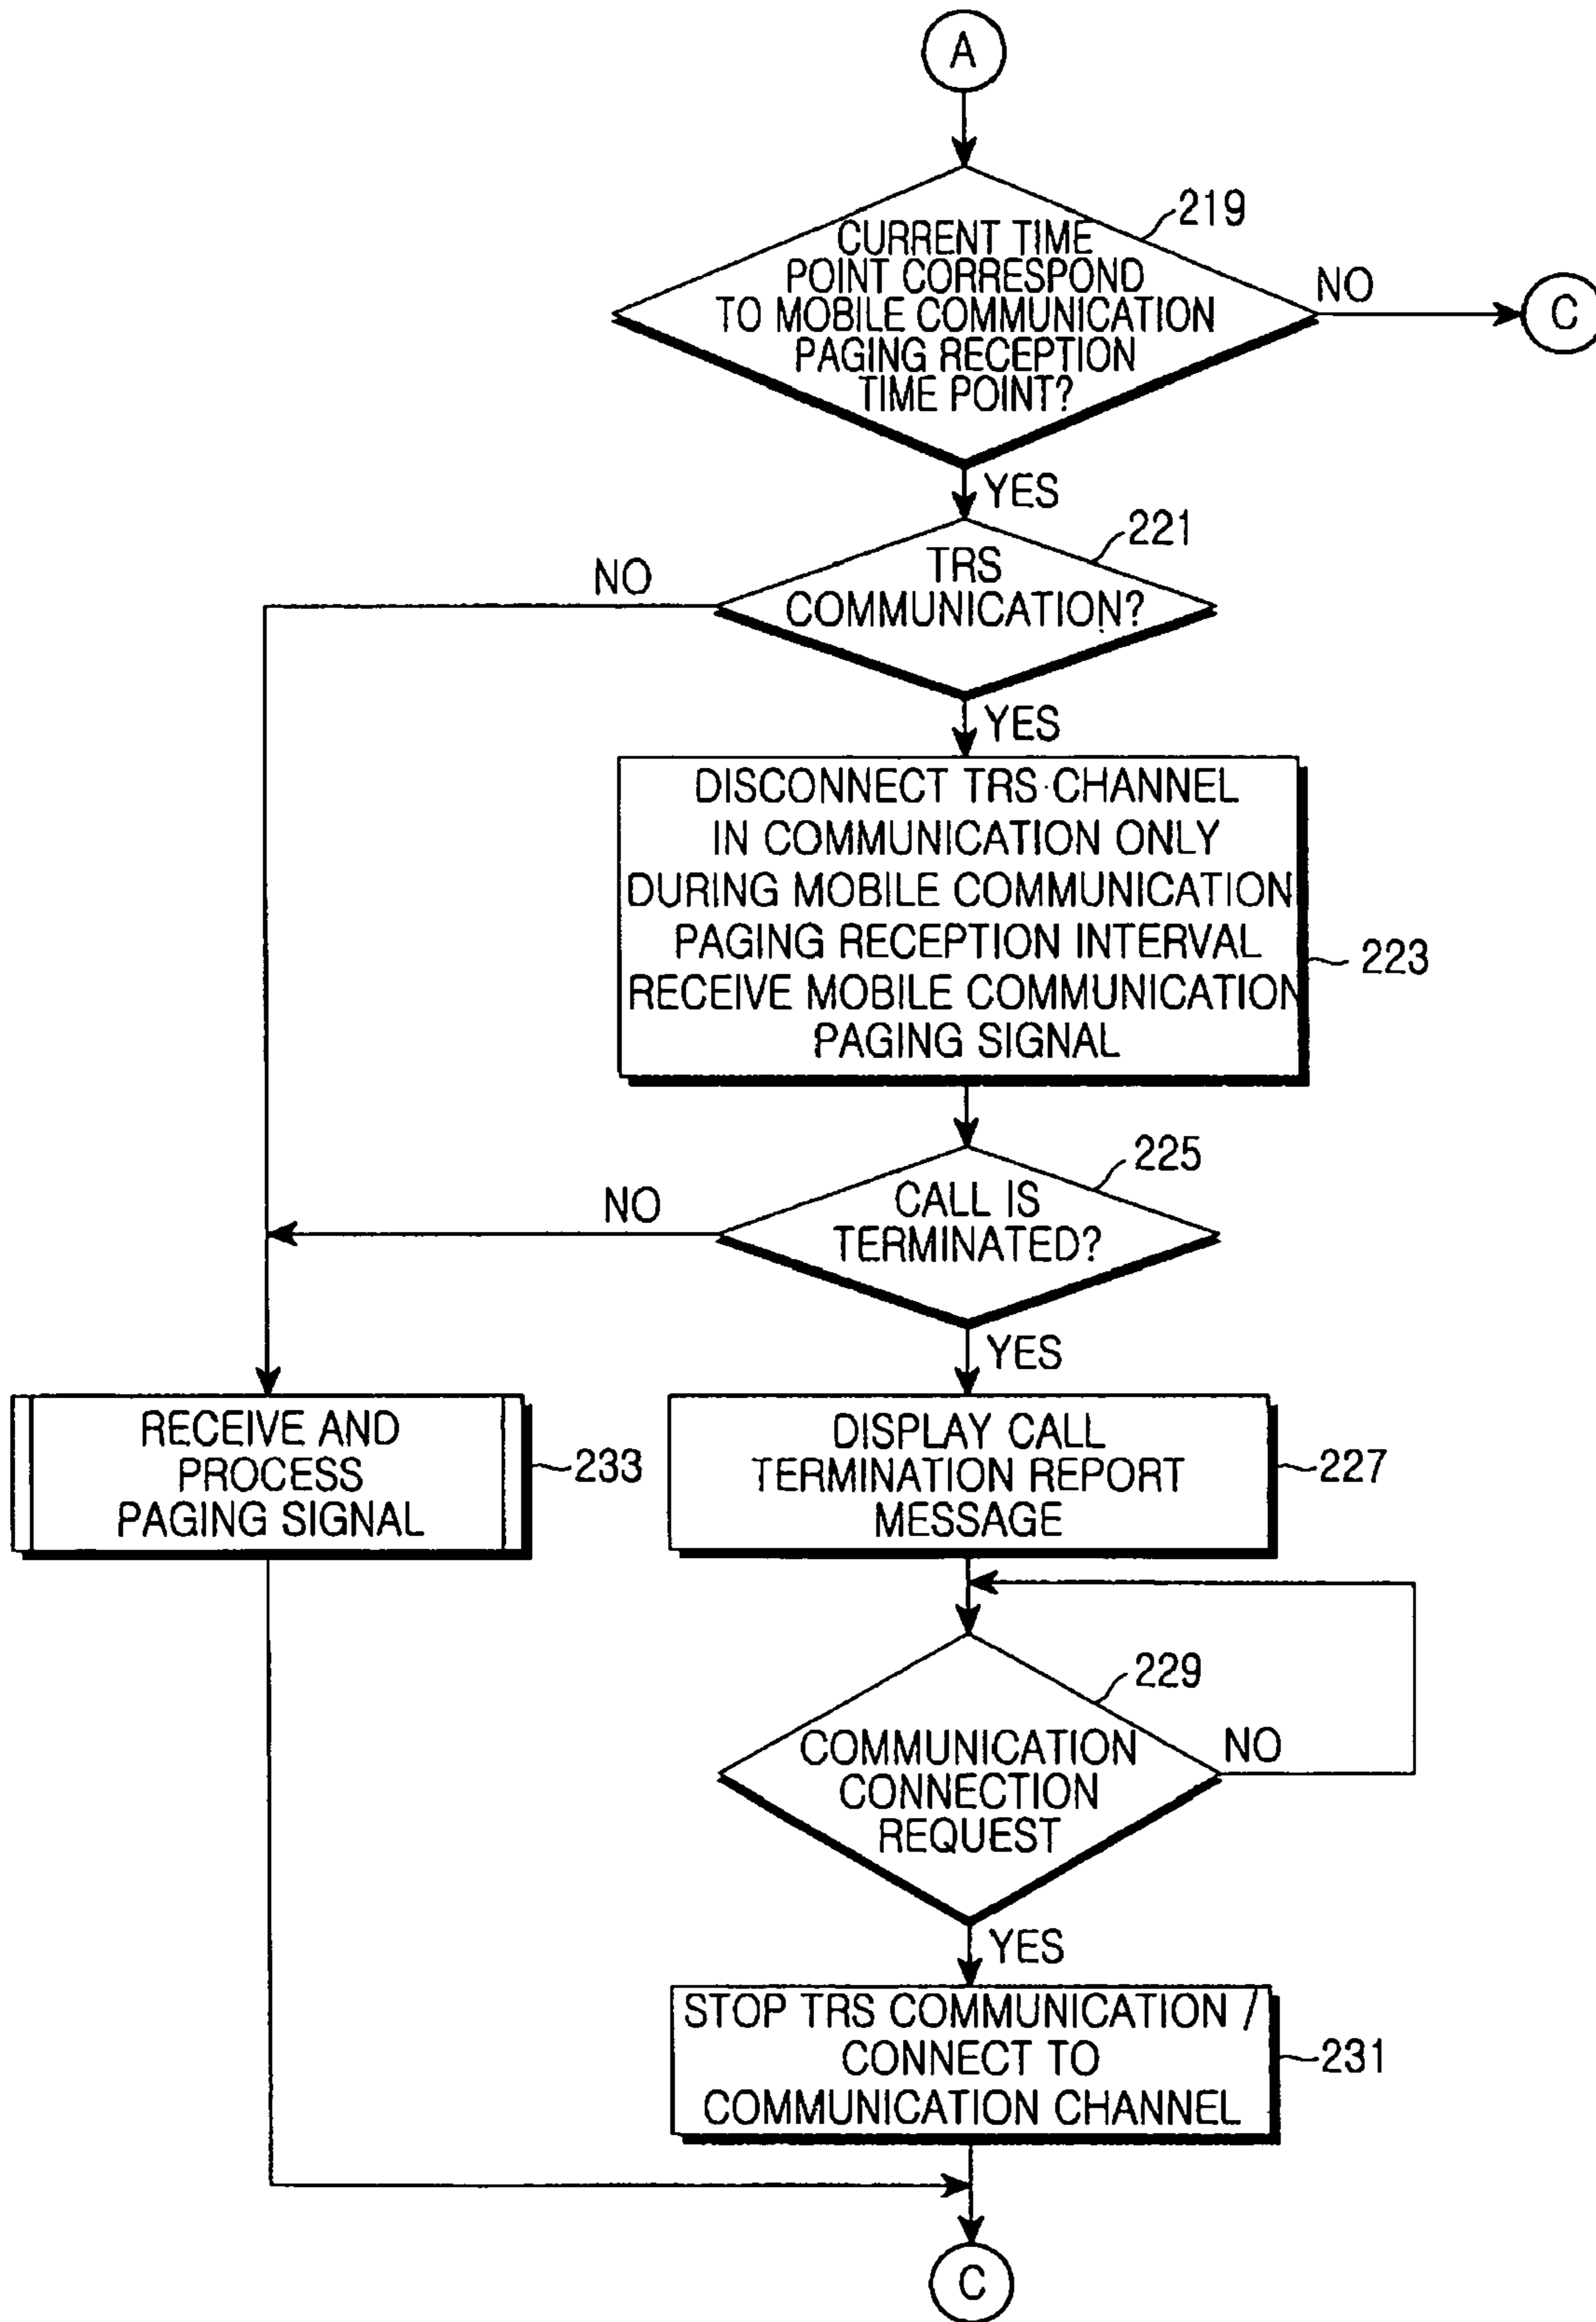 A
219
CURRENT TIME
POINT CORRESPOND
TO MOBILE COMMUNICATION
PAGING RECEPTION
TIME POINT?
NO
C
YES
221
TRS
COMMUNICATION?
NO
YES
DISCONNECT TRS CHANNEL
IN COMMUNICATION ONLY
DURING MOBILE COMMUNICATION
PAGING RECEPTION INTERVAL
RECEIVE MOBILE COMMUNICATION
PAGING SIGNAL
223
225
CALL IS
TERMINATED?
NO
YES
RECEIVE AND
PROCESS
PAGING SIGNAL
233
DISPLAY CALL
TERMINATION REPORT
MESSAGE
227
229
COMMUNICATION
CONNECTION
REQUEST
NO
YES
STOP TRS COMMUNICATION /
CONNECT TO
COMMUNICATION CHANNEL
231
C